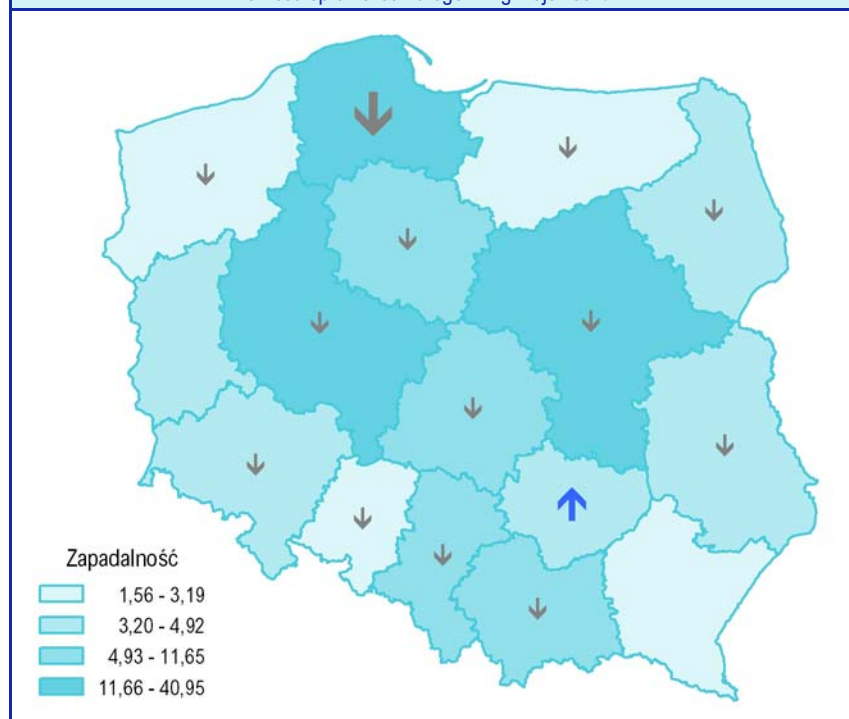 Zapadalność
1,56 - 3,19
3,20 - 4,92
4,93 - 11,65
11,66 - 40,95